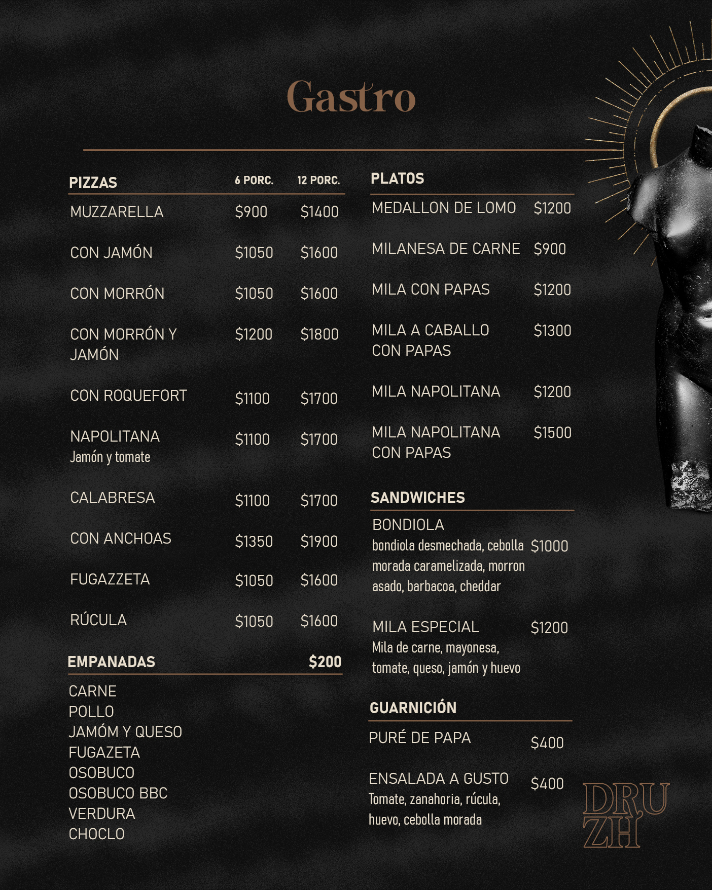 Gastro
PIZZAS 6 PORC. 12 PORC.
MUZZARELLA $900 $1400
CON JAMÓN $1050 $1600
CON MORRÓN $1050 $1600
CON MORRÓN Y $1200 $1800
JAMÓN
CON ROQUEFORT $1100 $1700
NAPOLITANA $1100 $1700
Jamón y tomate
CALABRESA $1100 $1700
CON ANCHOAS $1350 $1900
FUGAZZETA $1050 $1600
RÚCULA $1050 $1600
EMPANADAS $200
CARNE
POLLO
JAMÓM Y QUESO
FUGAZETA
OSOBUCO
OSOBUCO BBC
VERDURA
CHOCLO
PLATOS
MEDALLON DE LOMO $1200
MILANESA DE CARNE $900
MILA CON PAPAS $1200
MILA A CABALLO $1300
CON PAPAS
MILA NAPOLITANA $1200
MILA NAPOLITANA $1500
CON PAPAS
SANDWICHES
BONDIOLA
bondiola desmechada, cebolla $1000
morada caramelizada, morron
asado, barbacoa, cheddar
MILA ESPECIAL $1200
Mila de carne, mayonesa,
tomate, queso, jamón y huevo
GUARNICIÓN
PURÉ DE PAPA $400
ENSALADA A GUSTO $400
Tomate, zanahoria, rúcula,
huevo, cebolla morada
DRU
ZH